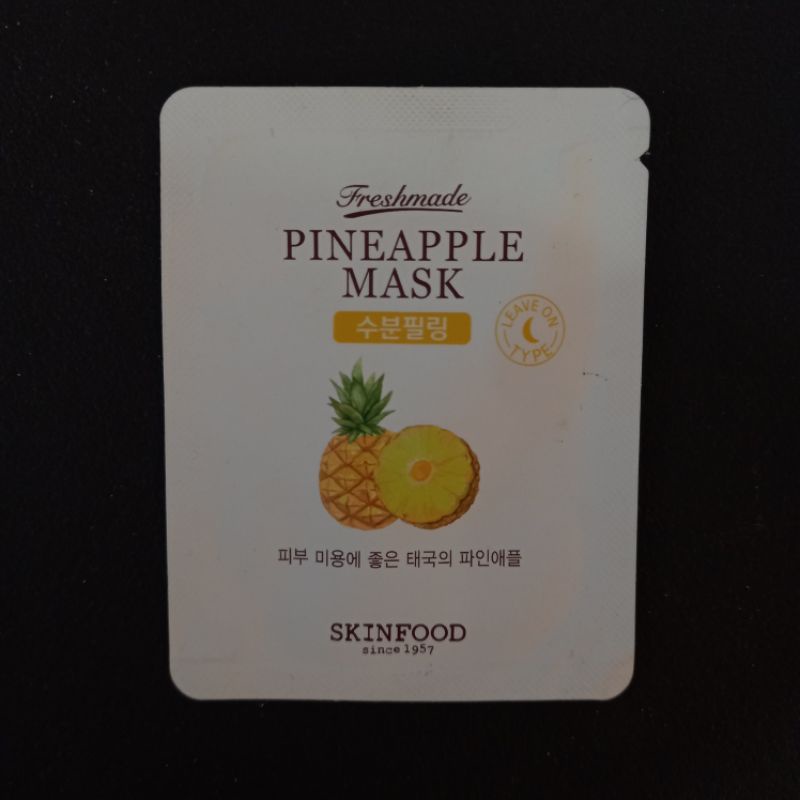 Freshmade
PINEAPPLE
MASK
수분필링
LEAVE ON
TYPE
피부 미용에 좋은 태국의 파인애플
SKINFOOD
since 1957